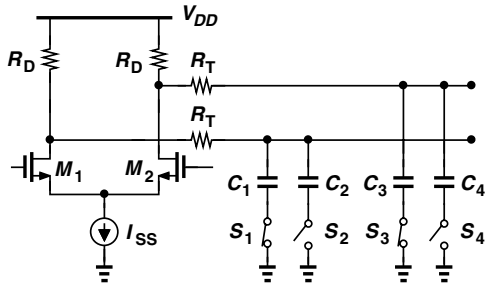 V_DD
R_D R_D R_T
R_T
M_1 M_2 C_1 C_2 C_3 C_4
I_SS S_1 S_2 S_3 S_4